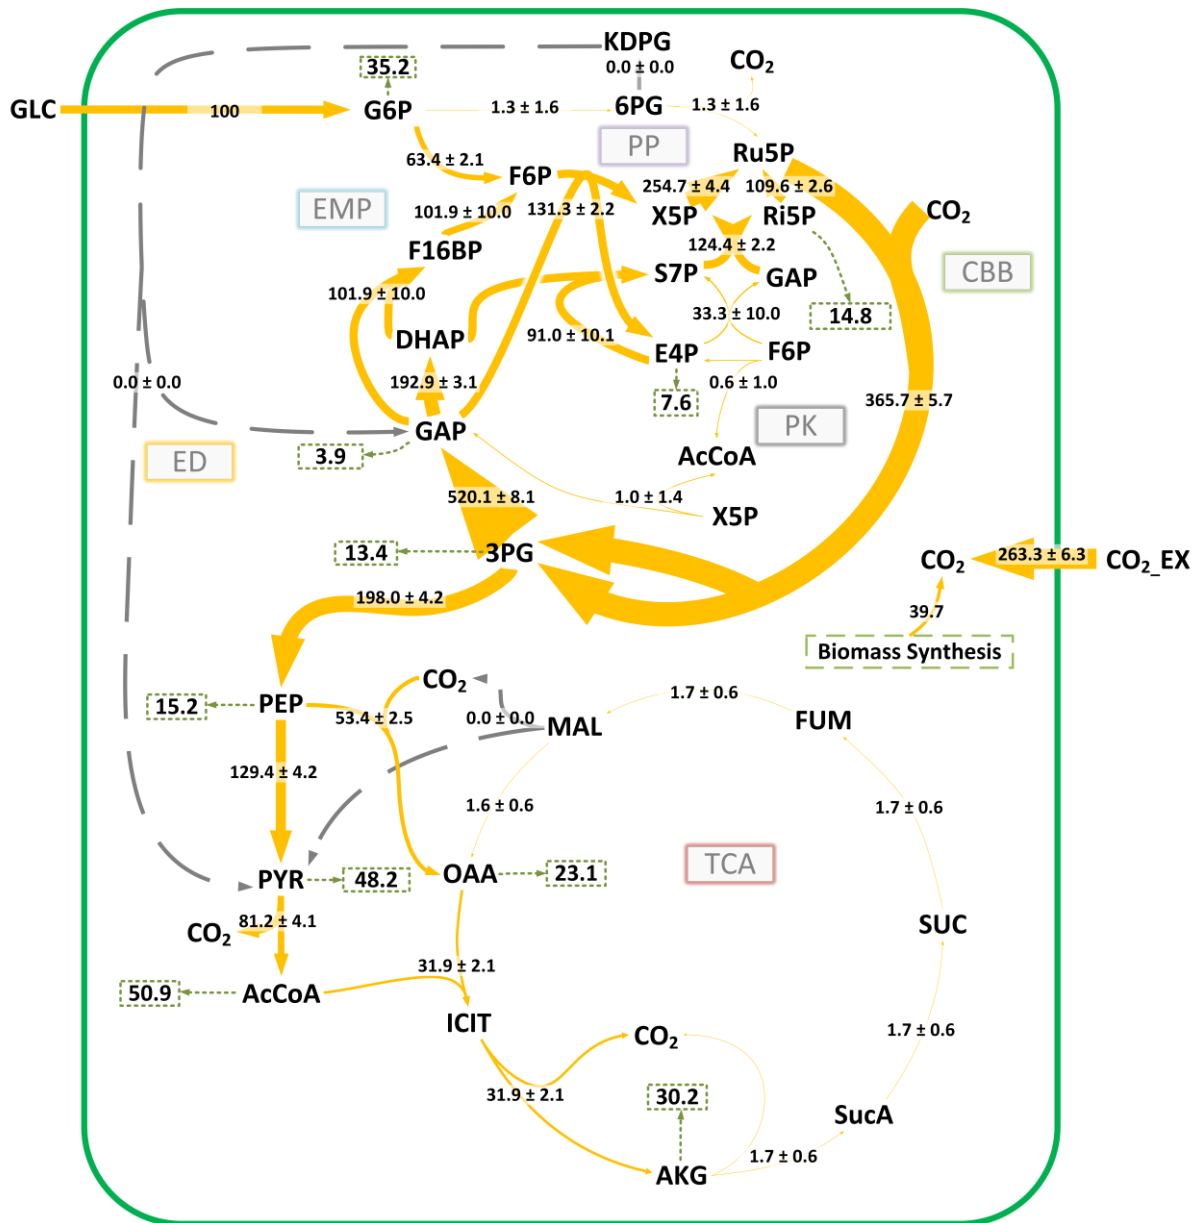 KDPG
0.0 ± 0.0
CO₂
35.2
GLC
100
G6P
1.3 ± 1.6
6PG
1.3 ± 1.6
PP
Ru5P
63.4 ± 2.1
F6P
254.7 ± 4.4
109.6 ± 2.6
EMP
101.9 ± 10.0
131.3 ± 2.2
X5P
Ri5P
CO₂
F16BP
124.4 ± 2.2
S7P
GAP
CBB
101.9 ± 10.0
33.3 ± 10.0
14.8
DHAP
91.0 ± 10.1
E4P
F6P
0.0 ± 0.0
192.9 ± 3.1
0.6 ± 1.0
7.6
365.7 ± 5.7
GAP
PK
3.9
ED
AcCoA
520.1 ± 8.1
1.0 ± 1.4
X5P
13.4
3PG
CO₂
263.3 ± 6.3
CO₂_EX
198.0 ± 4.2
39.7
Biomass Synthesis
CO₂
1.7 ± 0.6
15.2
PEP
53.4 ± 2.5
0.0 ± 0.0
MAL
FUM
129.4 ± 4.2
1.6 ± 0.6
1.7 ± 0.6
TCA
PYR
48.2
OAA
23.1
81.2 ± 4.1
CO₂
SUC
31.9 ± 2.1
50.9
AcCoA
ICIT
CO₂
1.7 ± 0.6
31.9 ± 2.1
30.2
SucA
1.7 ± 0.6
AKG